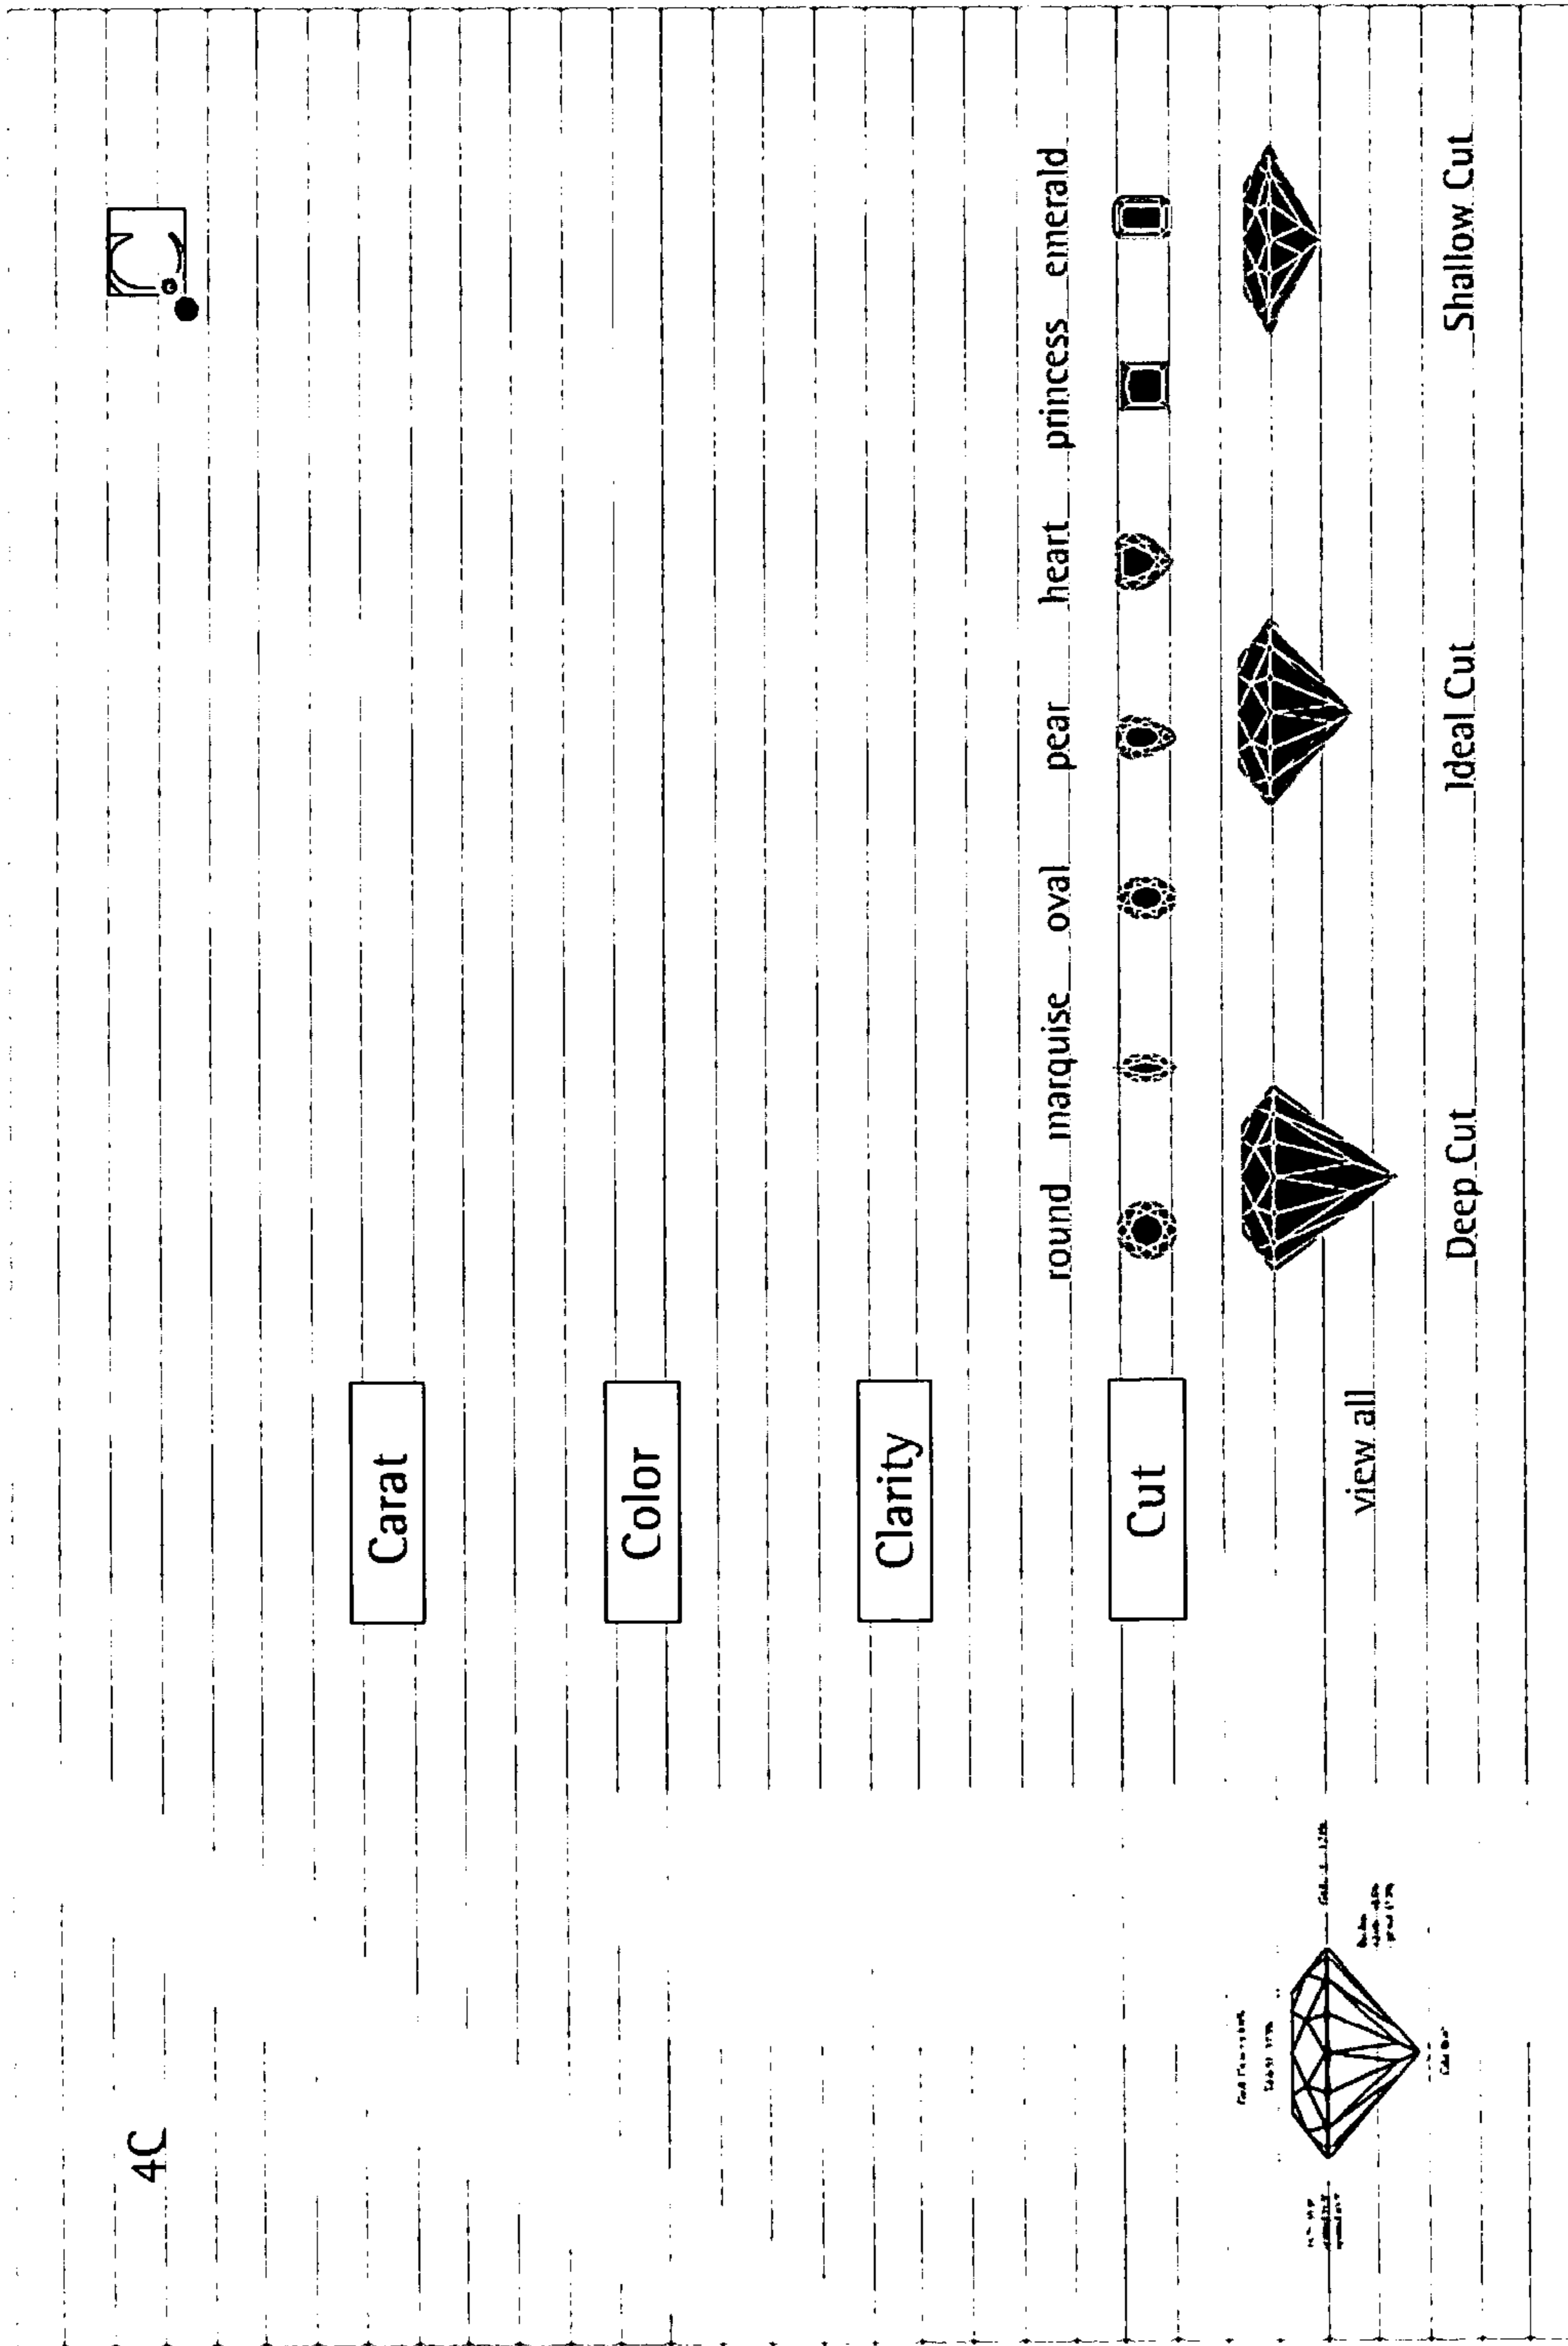 4C
Carat
Color
Clarity
round marquise oval pear heart princess emerald
Cut
view all
Deep Cut Ideal Cut Shallow Cut